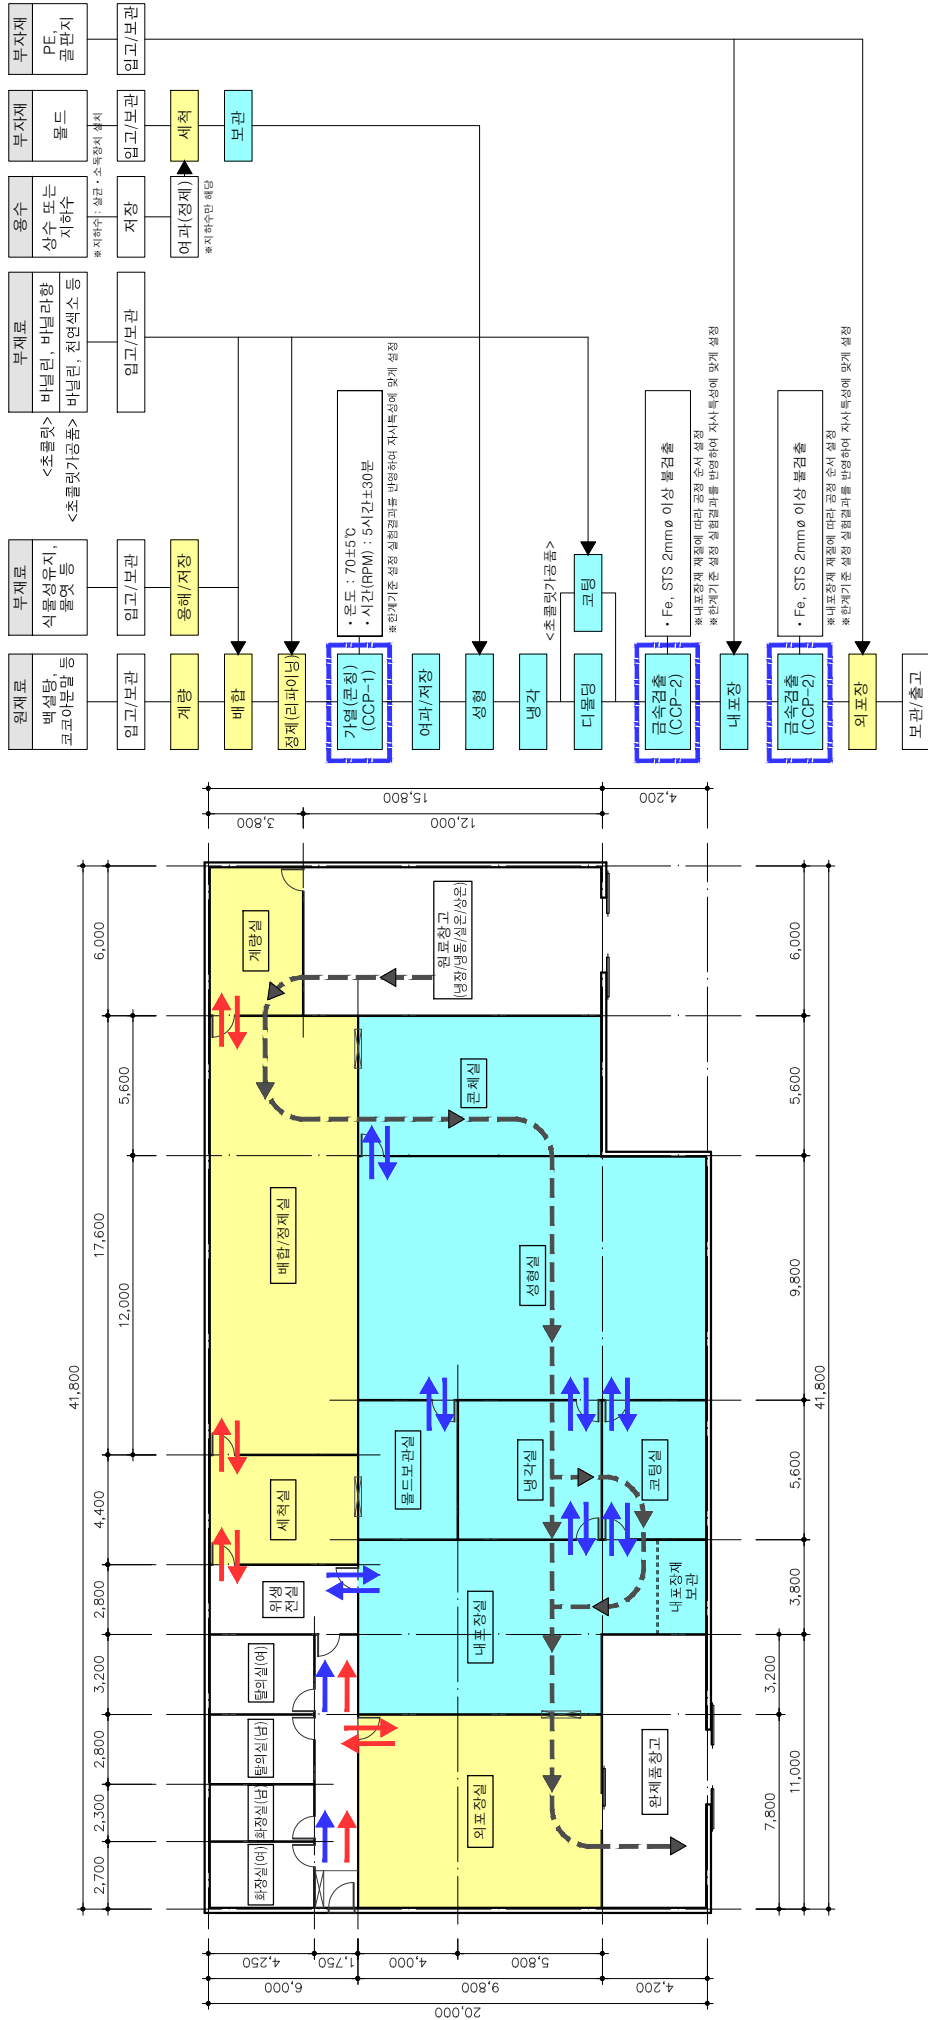 원재료
백설탕,
코코아분말 등
입고/보관
계량
배합
정제(리파이닝)
가열(콘칭)
(CCP-1)
여과/저장
성형
냉각
디몰딩
금속검출
(CCP-2)
내포장
금속검출
(CCP-2)
외포장
보관/출고
부재료
식물성유지,
물엿 등
입고/보관
용해/저장
• 온도 : 70±5℃
• 시간(RPM) : 5시간±30분
※한계기준 설정 실험결과를 반영하여 자사특성에 맞게 설정
<초콜릿가공품>
코팅
• Fe, STS 2mmø 이상 불검출
※내포장재 재질에 따라 공정 순서 설정
※한계기준 설정 실험결과를 반영하여 자사특성에 맞게 설정
• Fe, STS 2mmø 이상 불검출
※내포장재 재질에 따라 공정 순서 설정
※한계기준 설정 실험결과를 반영하여 자사특성에 맞게 설정
부재료
<초콜릿> 바닐린, 바닐라향
<초콜릿가공품> 바닐린, 천연색소 등
입고/보관
용수
상수 또는
지하수
※지하수 : 살균・소독장치 설치
저장
여과(정제)
※지하수만 해당
부자재
몰드
입고/보관
세척
보관
부자재
PE,
골판지
입고/보관
41,800
2,700
2,300
2,800
3,200
2,800
4,400
17,600
6,000
12,000
5,600
화장실(여)
화장실(남)
탈의실(남)
탈의실(여)
위생
전실
세척실
배합/정제실
계량실
원료창고
(냉장/냉동/실온/상온)
콘체실
성형실
몰드보관실
냉각실
코팅실
내포장실
내포장재
보관
외포장실
완제품창고
4,250
1,750
4,000
5,800
6,000
9,800
4,200
20,000
3,800
12,000
15,800
4,200
7,800
3,200
11,000
3,800
5,600
9,800
5,600
6,000
41,800